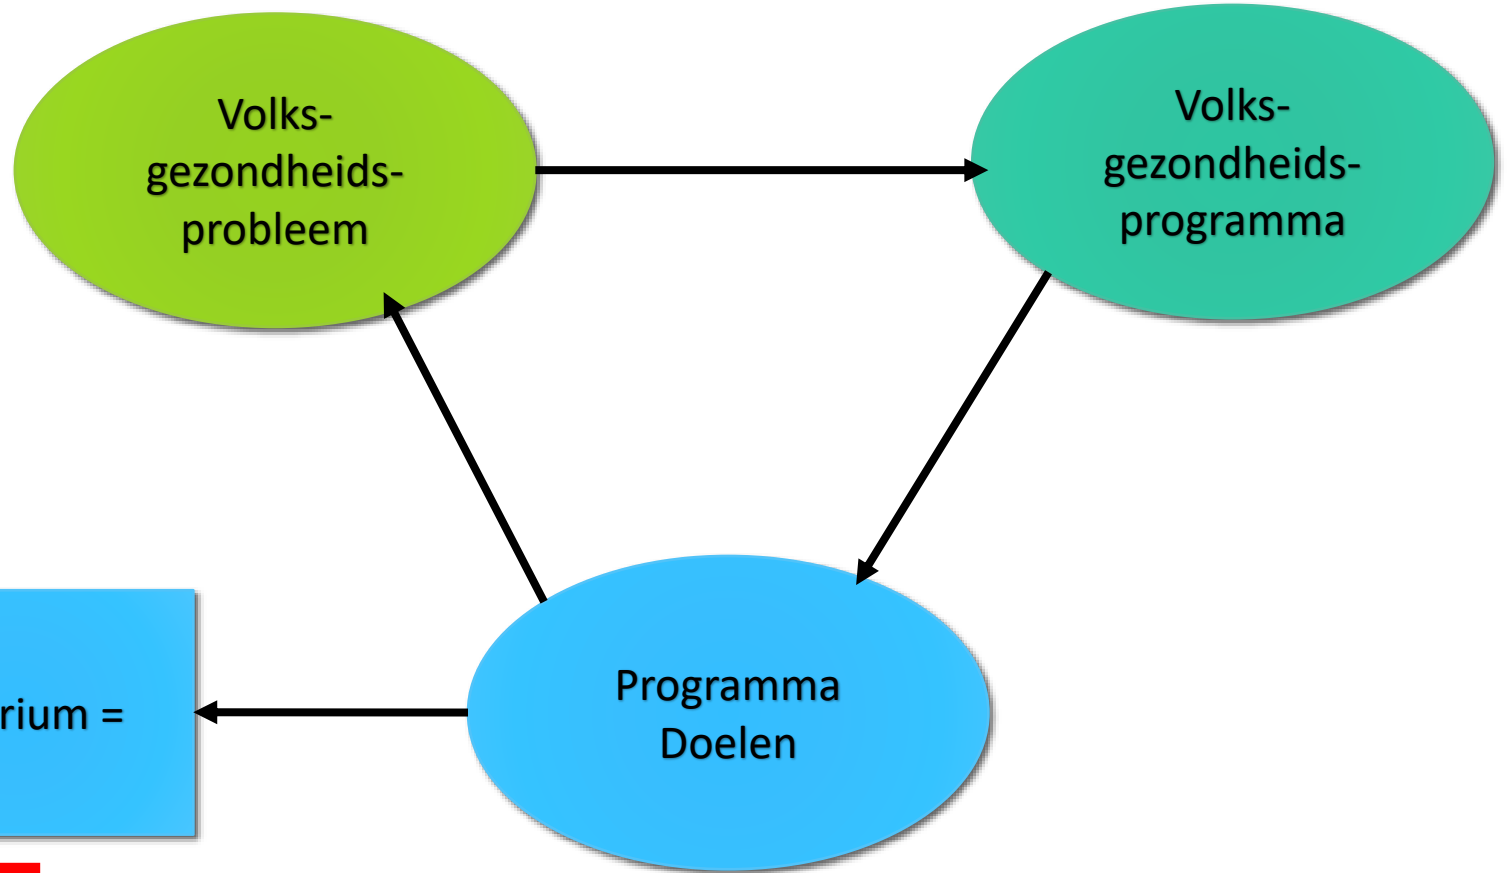 Volks-
gezondheids-
probleem
Volks-
gezondheids-
programma
Programma
Doelen
rium =